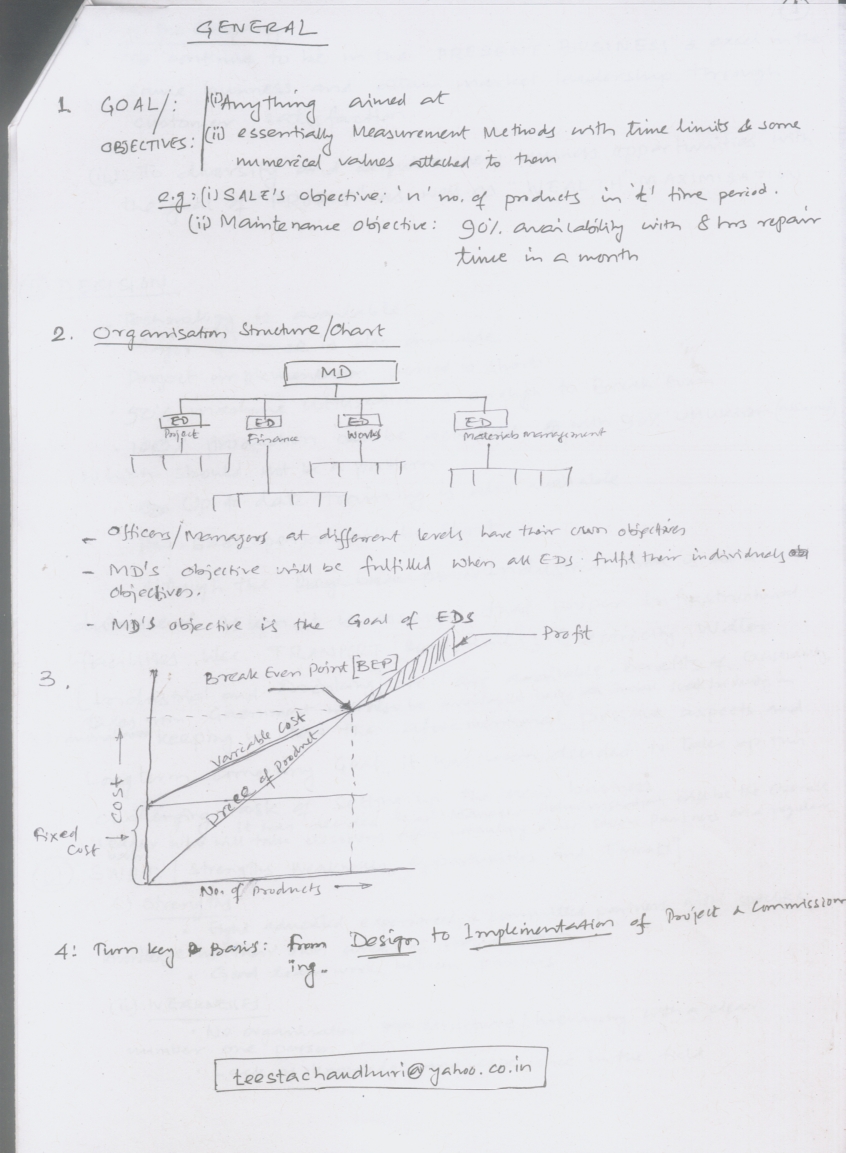 GENERAL
1 GOAL/: (i) Anything aimed at
OBJECTIVES: (ii) essentially Measurement Methods with time limits & some
numerical values attached to them
e.g: (i) SALE'S objective: 'n' no. of products in 't' time period.
(ii) Maintenance objective: 90% availability with 8 hrs repair
time in a month
2. Organisation Structure/Chart
MD
ED ED ED ED
Project Finance Works Materials management
- Officers/Managers at different levels have their own objectives
- MD's objective will be fulfilled when all EDs fulfil their individuals
objectives.
- MD's objective is the Goal of EDS
3.
Break Even Point [BEP]
Profit
Variable Cost
Price of Product
COST
Fixed
Cost
No. of Products
4: Turn key Basis: from Design to Implementation of Project & Commission
ing.
teestachaudhuri@yahoo.co.in